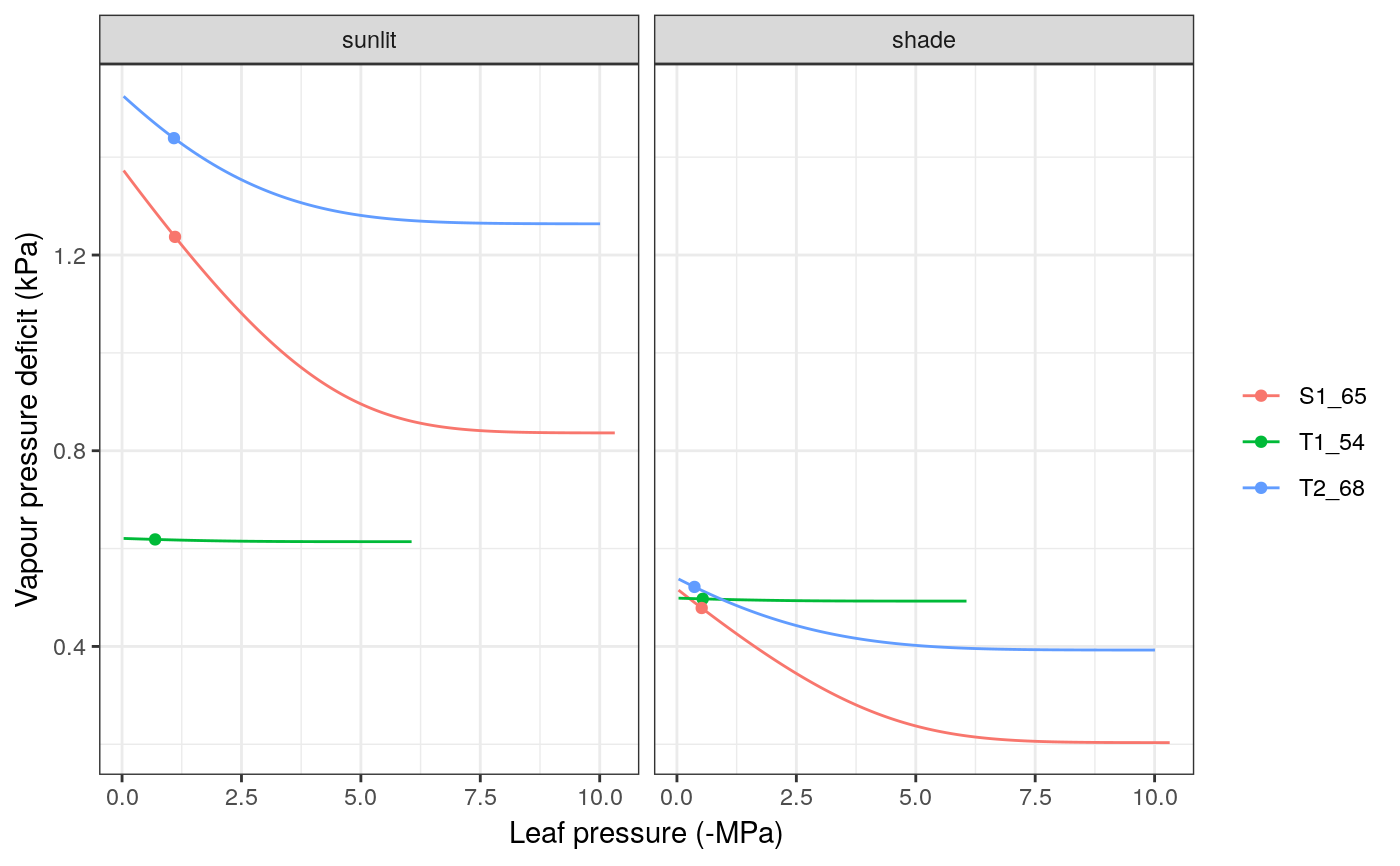 sunlit
shade
Vapour pressure deficit (kPa)
1.2
0.8
0.4
0.0 2.5 5.0 7.5 10.0
0.0 2.5 5.0 7.5 10.0
Leaf pressure (-MPa)
S1_65
T1_54
T2_68